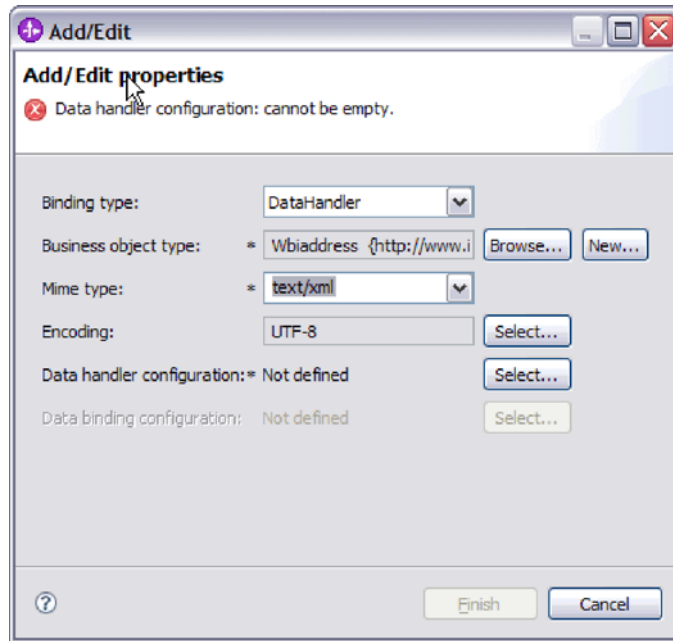 Add/Edit
Add/Edit properties
Data handler configuration: cannot be empty.
Binding type: DataHandler
Business object type: * Wbiaddress {http://www.i Browse... New...
Mime type: * text/xml
Encoding: UTF-8 Select...
Data handler configuration:* Not defined Select...
Data binding configuration: Not defined Select...
? Finish Cancel